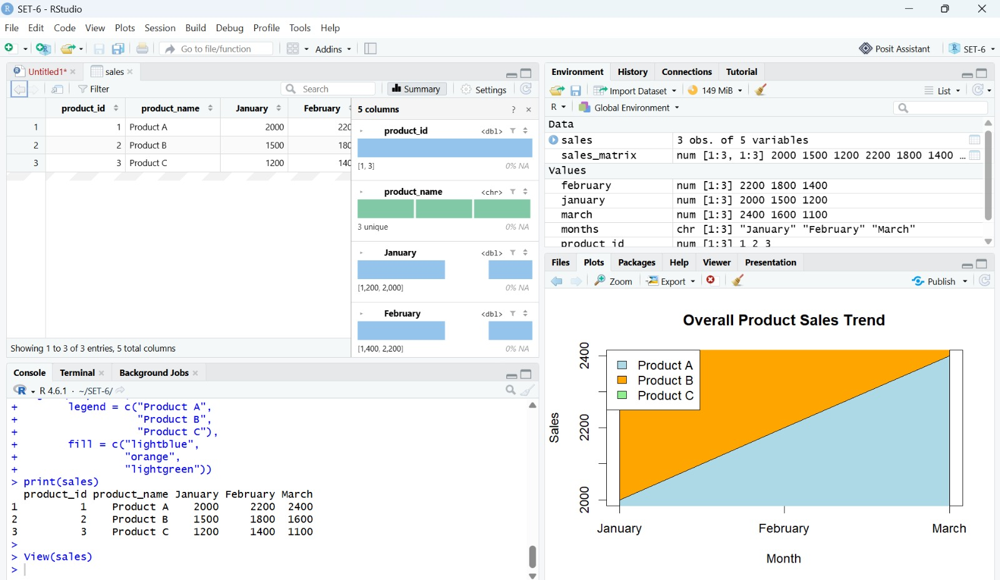 SET-6 - RStudio
File Edit Code View Plots Session Build Debug Profile Tools Help
Go to file/function Addins Posit Assistant SET-6
Untitled1* sales
Filter Search Summary Settings
product_id product_name January February
1 1 Product A 2000 220
2 2 Product B 1500 180
3 3 Product C 1200 140
Showing 1 to 3 of 3 entries, 5 total columns
5 columns ?
product_id <dbl>
[1, 3] 0% NA
product_name <chr>
3 unique 0% NA
January <dbl>
[1,200, 2,000] 0% NA
February <dbl>
[1,400, 2,200] 0% NA
Console Terminal Background Jobs
R 4.6.1 · ~/SET-6/
+ legend = c("Product A",
+ "Product B",
+ "Product C"),
+ fill = c("lightblue",
+ "orange",
+ "lightgreen"))
> print(sales)
product_id product_name January February March
1 1 Product A 2000 2200 2400
2 2 Product B 1500 1800 1600
3 3 Product C 1200 1400 1100
>
> View(sales)
>
Environment History Connections Tutorial
Import Dataset 149 MiB List
R Global Environment
Data
sales 3 obs. of 5 variables
sales_matrix num [1:3, 1:3] 2000 1500 1200 2200 1800 1400 …
Values
february num [1:3] 2200 1800 1400
january num [1:3] 2000 1500 1200
march num [1:3] 2400 1600 1100
months chr [1:3] "January" "February" "March"
product_id num [1:3] 1 2 3
Files Plots Packages Help Viewer Presentation
Zoom Export Publish
Overall Product Sales Trend
Product A
Product B
Product C
Sales
2400
2200
2000
January February March
Month